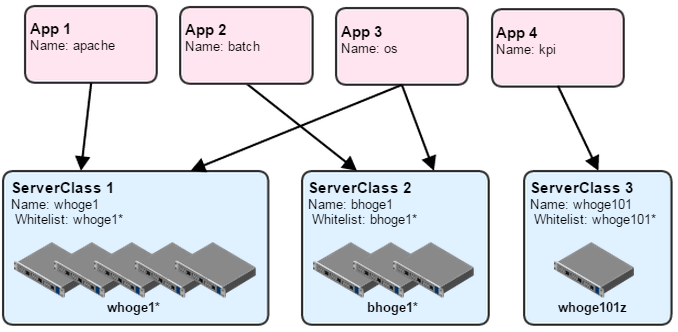 App 1
Name: apache
App 2
Name: batch
App 3
Name: os
App 4
Name: kpi
ServerClass 1
Name: whoge1
Whitelist: whoge1*
whoge1*
ServerClass 2
Name: bhoge1
Whitelist: bhoge1*
bhoge1*
ServerClass 3
Name: whoge101
Whitelist: whoge101*
whoge101z